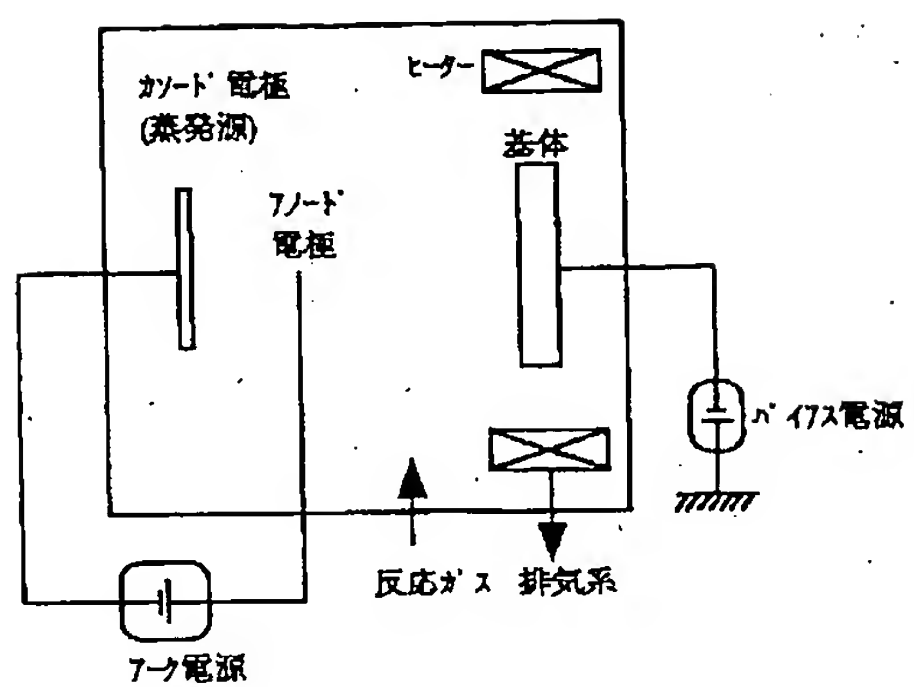 ヒーター
カソード電極
(蒸発源)
基体
アノード
電極
バイアス電源
反応ガス 排気系
アーク電源